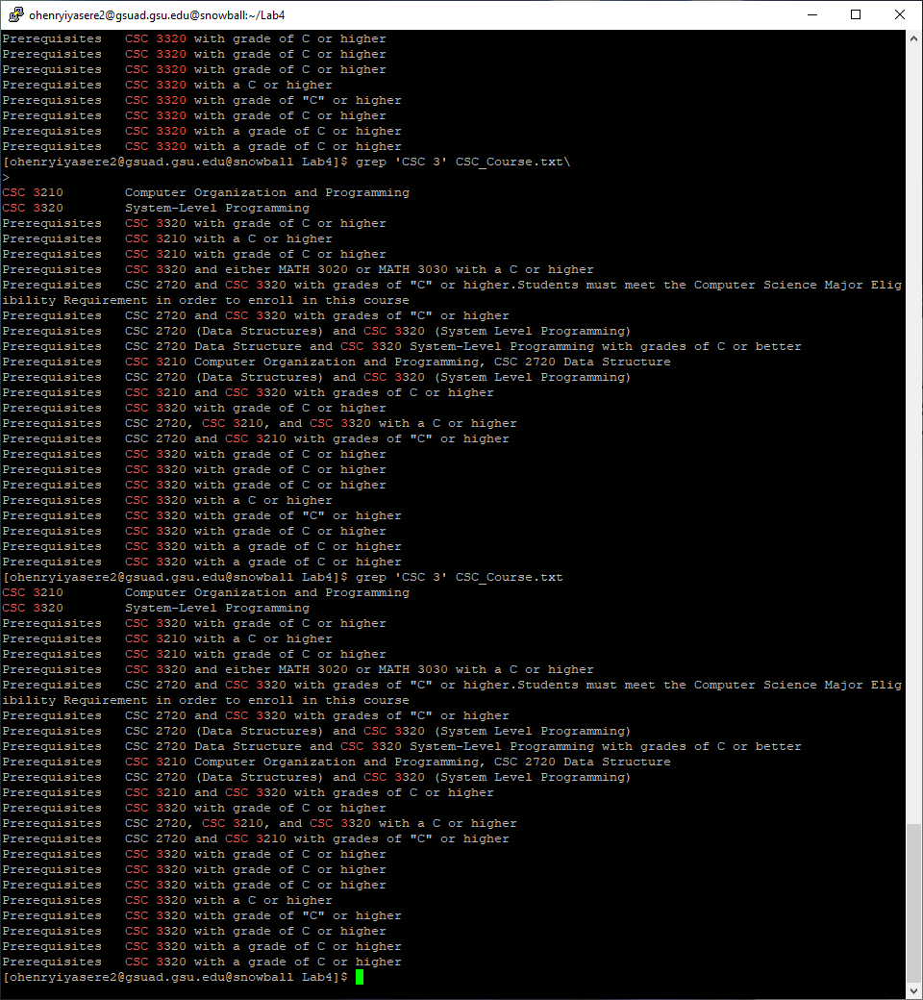 ohenryiyasere2@gsuad.gsu.edu@snowball:~/Lab4
Prerequisites   CSC 3320 with grade of C or higher
Prerequisites   CSC 3320 with grade of C or higher
Prerequisites   CSC 3320 with grade of C or higher
Prerequisites   CSC 3320 with a C or higher
Prerequisites   CSC 3320 with grade of "C" or higher
Prerequisites   CSC 3320 with grade of C or higher
Prerequisites   CSC 3320 with a grade of C or higher
Prerequisites   CSC 3320 with a grade of C or higher
[ohenryiyasere2@gsuad.gsu.edu@snowball Lab4]$ grep 'CSC 3' CSC_Course.txt\
>
CSC 3210        Computer Organization and Programming
CSC 3320        System-Level Programming
Prerequisites   CSC 3320 with grade of C or higher
Prerequisites   CSC 3210 with a C or higher
Prerequisites   CSC 3210 with grade of C or higher
Prerequisites   CSC 3320 and either MATH 3020 or MATH 3030 with a C or higher
Prerequisites   CSC 2720 and CSC 3320 with grades of "C" or higher.Students must meet the Computer Science Major Elig
ibility Requirement in order to enroll in this course
Prerequisites   CSC 2720 and CSC 3320 with grades of "C" or higher
Prerequisites   CSC 2720 (Data Structures) and CSC 3320 (System Level Programming)
Prerequisites   CSC 2720 Data Structure and CSC 3320 System-Level Programming with grades of C or better
Prerequisites   CSC 3210 Computer Organization and Programming, CSC 2720 Data Structure
Prerequisites   CSC 2720 (Data Structures) and CSC 3320 (System Level Programming)
Prerequisites   CSC 3210 and CSC 3320 with grades of C or higher
Prerequisites   CSC 3320 with grade of C or higher
Prerequisites   CSC 2720, CSC 3210, and CSC 3320 with a C or higher
Prerequisites   CSC 2720 and CSC 3210 with grades of "C" or higher
Prerequisites   CSC 3320 with grade of C or higher
Prerequisites   CSC 3320 with grade of C or higher
Prerequisites   CSC 3320 with grade of C or higher
Prerequisites   CSC 3320 with a C or higher
Prerequisites   CSC 3320 with grade of "C" or higher
Prerequisites   CSC 3320 with grade of C or higher
Prerequisites   CSC 3320 with a grade of C or higher
Prerequisites   CSC 3320 with a grade of C or higher
[ohenryiyasere2@gsuad.gsu.edu@snowball Lab4]$ grep 'CSC 3' CSC_Course.txt
CSC 3210        Computer Organization and Programming
CSC 3320        System-Level Programming
Prerequisites   CSC 3320 with grade of C or higher
Prerequisites   CSC 3210 with a C or higher
Prerequisites   CSC 3210 with grade of C or higher
Prerequisites   CSC 3320 and either MATH 3020 or MATH 3030 with a C or higher
Prerequisites   CSC 2720 and CSC 3320 with grades of "C" or higher.Students must meet the Computer Science Major Elig
ibility Requirement in order to enroll in this course
Prerequisites   CSC 2720 and CSC 3320 with grades of "C" or higher
Prerequisites   CSC 2720 (Data Structures) and CSC 3320 (System Level Programming)
Prerequisites   CSC 2720 Data Structure and CSC 3320 System-Level Programming with grades of C or better
Prerequisites   CSC 3210 Computer Organization and Programming, CSC 2720 Data Structure
Prerequisites   CSC 2720 (Data Structures) and CSC 3320 (System Level Programming)
Prerequisites   CSC 3210 and CSC 3320 with grades of C or higher
Prerequisites   CSC 3320 with grade of C or higher
Prerequisites   CSC 2720, CSC 3210, and CSC 3320 with a C or higher
Prerequisites   CSC 2720 and CSC 3210 with grades of "C" or higher
Prerequisites   CSC 3320 with grade of C or higher
Prerequisites   CSC 3320 with grade of C or higher
Prerequisites   CSC 3320 with grade of C or higher
Prerequisites   CSC 3320 with a C or higher
Prerequisites   CSC 3320 with grade of "C" or higher
Prerequisites   CSC 3320 with grade of C or higher
Prerequisites   CSC 3320 with a grade of C or higher
Prerequisites   CSC 3320 with a grade of C or higher
[ohenryiyasere2@gsuad.gsu.edu@snowball Lab4]$